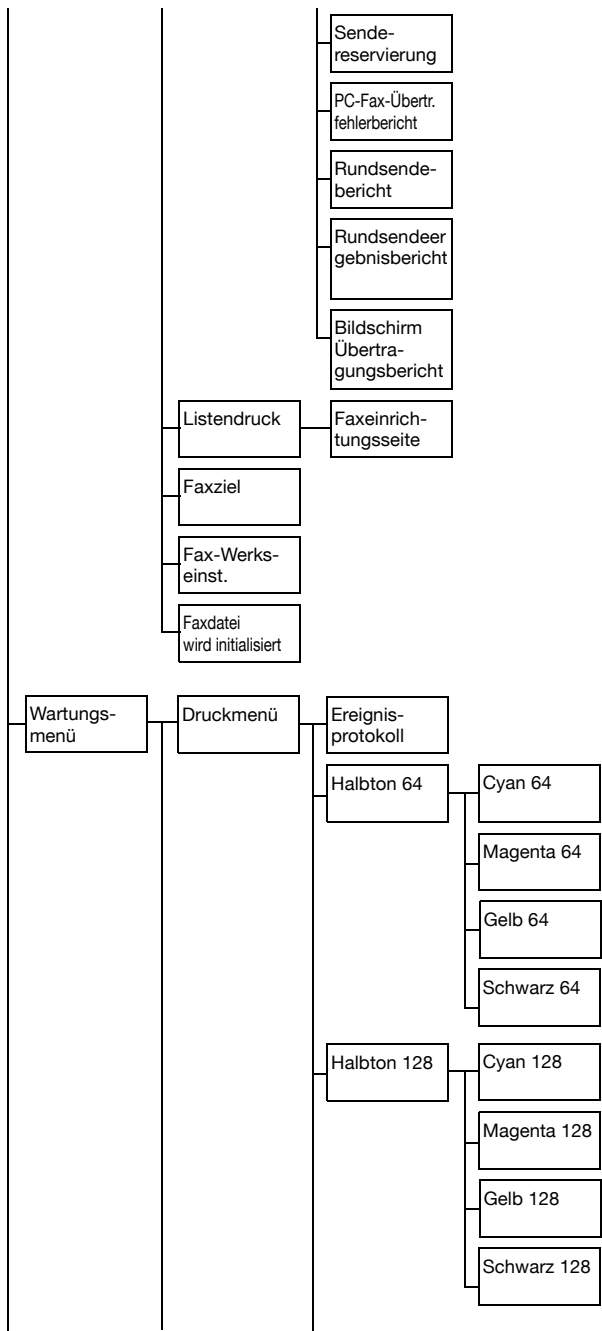 Sende-
reservierung
PC-Fax-Übertr.
fehlerbericht
Rundsende-
bericht
Rundsendeer
gebnisbericht
Bildschirm
Übertra-
gungsbericht
Listendruck
Faxeinrich-
tungsseite
Faxziel
Fax-Werks-
einst.
Faxdatei
wird initialisiert
Wartungs-
menü
Druckmenü
Ereignis-
protokoll
Halbton 64
Cyan 64
Magenta 64
Gelb 64
Schwarz 64
Halbton 128
Cyan 128
Magenta 128
Gelb 128
Schwarz 128